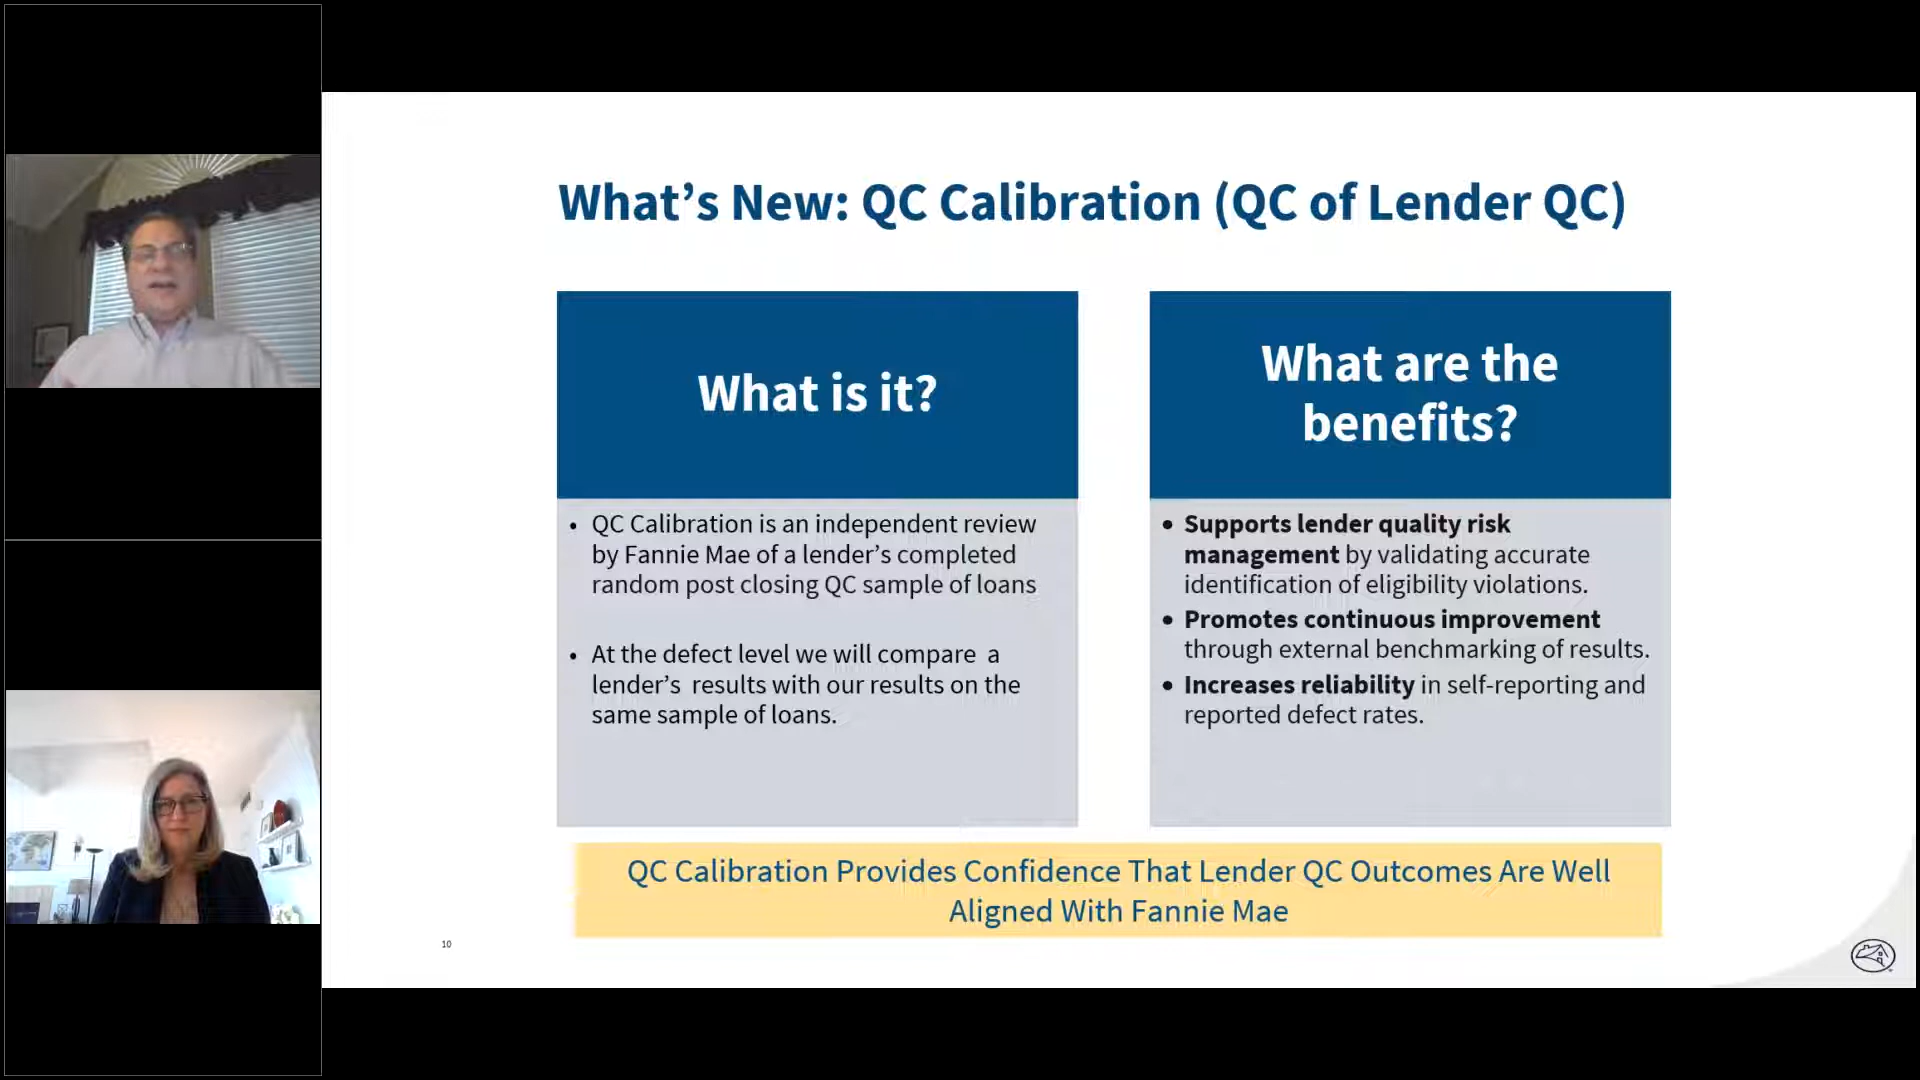 What’s New: QC Calibration (QC of Lender QC)
What is it?
• QC Calibration is an independent review
by Fannie Mae of a lender’s completed
random post closing QC sample of loans
• At the defect level we will compare  a
lender’s  results with our results on the
same sample of loans.
What are the
benefits?
• Supports lender quality risk
management by validating accurate
identification of eligibility violations.
• Promotes continuous improvement
through external benchmarking of results.
• Increases reliability in self-reporting and
reported defect rates.
QC Calibration Provides Confidence That Lender QC Outcomes Are Well
Aligned With Fannie Mae
10